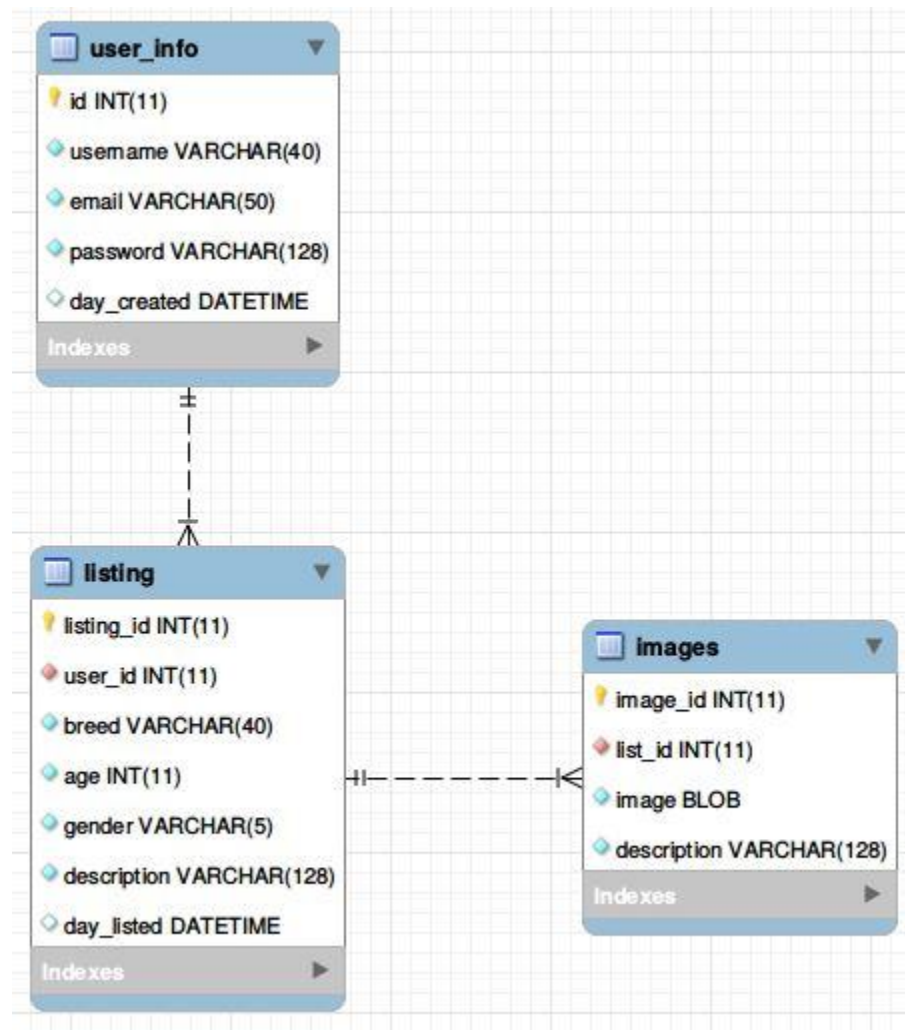 user_info
id INT(11)
username VARCHAR(40)
email VARCHAR(50)
password VARCHAR(128)
day_created DATETIME
Indexes
listing
listing_id INT(11)
user_id INT(11)
breed VARCHAR(40)
age INT(11)
gender VARCHAR(5)
description VARCHAR(128)
day_listed DATETIME
Indexes
images
image_id INT(11)
list_id INT(11)
image BLOB
description VARCHAR(128)
Indexes